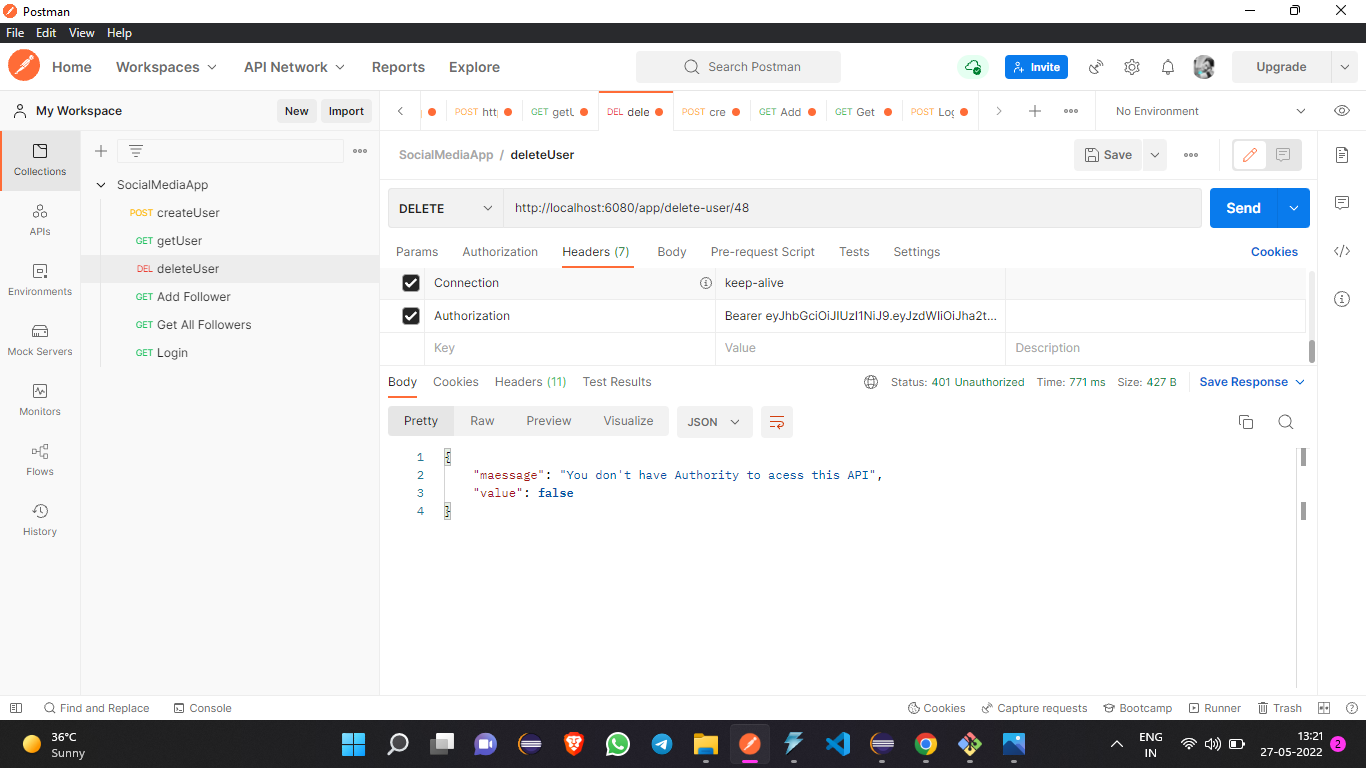 Postman
File Edit View Help
Home Workspaces API Network Reports Explore Search Postman Invite Upgrade
My Workspace New Import
POST htt GET getU DEL dele POST cre GET Add GET Get POST Log No Environment
Collections
APIs
Environments
Mock Servers
Monitors
Flows
History
SocialMediaApp
POST createUser
GET getUser
DEL deleteUser
GET Add Follower
GET Get All Followers
GET Login
SocialMediaApp / deleteUser Save
DELETE http://localhost:6080/app/delete-user/48 Send
Params Authorization Headers (7) Body Pre-request Script Tests Settings Cookies
Connection keep-alive
Authorization Bearer eyJhbGciOiJIUzI1NiJ9.eyJzdWIiOiJha2t...
Key Value Description
Body Cookies Headers (11) Test Results Status: 401 Unauthorized Time: 771 ms Size: 427 B Save Response
Pretty Raw Preview Visualize JSON
1 {
2 "maessage": "You don't have Authority to acess this API",
3 "value": false
4 }
Find and Replace Console Cookies Capture requests Bootcamp Runner Trash
36°C
Sunny
ENG
IN
13:21
27-05-2022
2